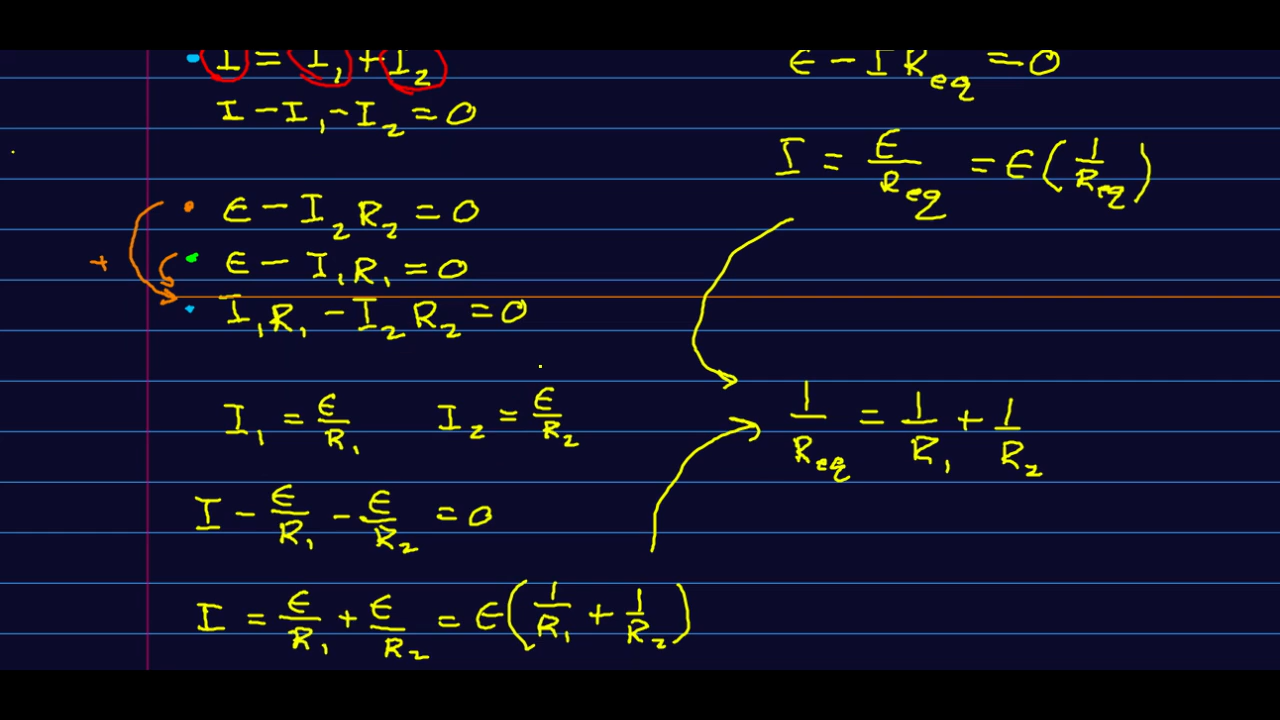 I = I₁ + I₂
I - I₁ - I₂ = 0
ε - I₂R₂ = 0
+
ε - I₁R₁ = 0
I₁R₁ - I₂R₂ = 0
I₁ = ε/R₁ I₂ = ε/R₂
I - ε/R₁ - ε/R₂ = 0
I = ε/R₁ + ε/R₂ = ε(1/R₁ + 1/R₂)
ε - I R_eq = 0
I = ε/R_eq = ε(1/R_eq)
1/R_eq = 1/R₁ + 1/R₂